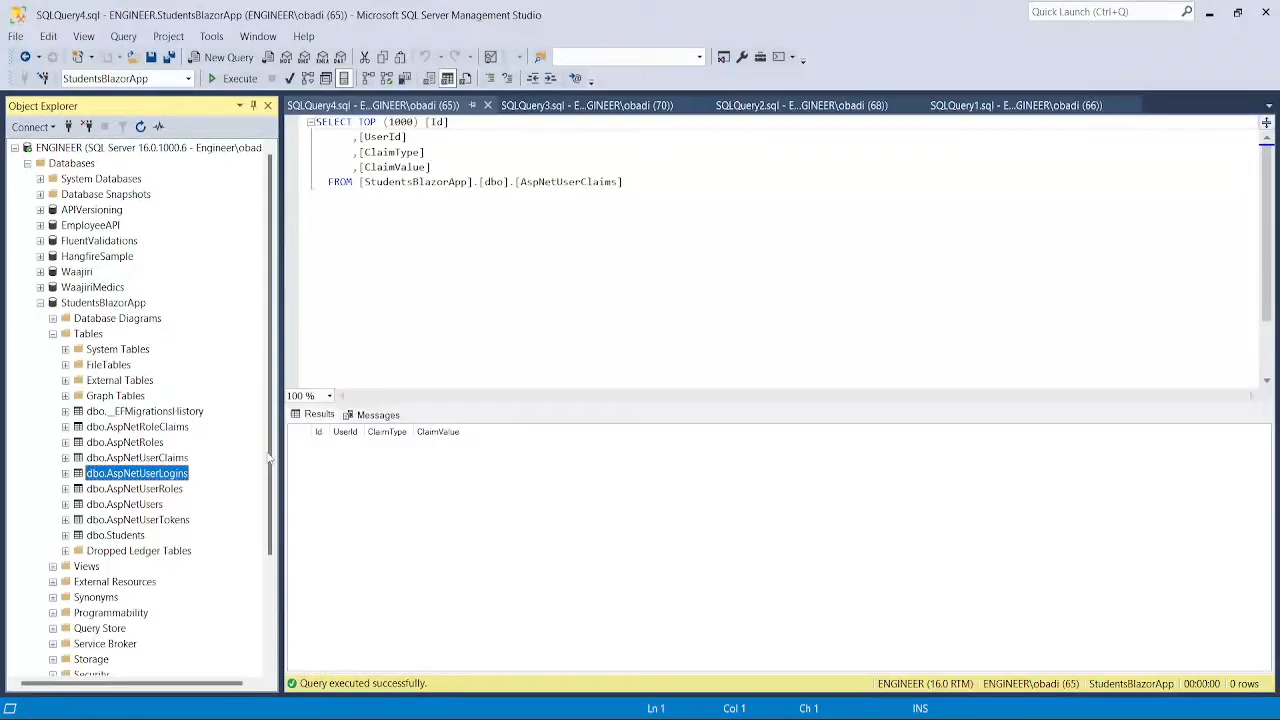 SQLQuery4.sql - ENGINEER.StudentsBlazorApp (ENGINEER\obadi (65)) - Microsoft SQL Server Management Studio
Quick Launch (Ctrl+Q)
File Edit View Query Project Tools Window Help
New Query
StudentsBlazorApp Execute
Object Explorer
SQLQuery4.sql - E...GINEER\obadi (65)) SQLQuery3.sql - E...GINEER\obadi (70)) SQLQuery2.sql - E...GINEER\obadi (68)) SQLQuery1.sql - E...GINEER\obadi (66))
Connect
ENGINEER (SQL Server 16.0.1000.6 - Engineer\obad
Databases
System Databases
Database Snapshots
APIVersioning
EmployeeAPI
FluentValidations
HangfireSample
Waajiri
WaajiriMedics
StudentsBlazorApp
Database Diagrams
Tables
System Tables
FileTables
External Tables
Graph Tables
dbo.__EFMigrationsHistory
dbo.AspNetRoleClaims
dbo.AspNetRoles
dbo.AspNetUserClaims
dbo.AspNetUserLogins
dbo.AspNetUserRoles
dbo.AspNetUsers
dbo.AspNetUserTokens
dbo.Students
Dropped Ledger Tables
Views
External Resources
Synonyms
Programmability
Query Store
Service Broker
Storage
Security
SELECT TOP (1000) [Id]
,[UserId]
,[ClaimType]
,[ClaimValue]
FROM [StudentsBlazorApp].[dbo].[AspNetUserClaims]
100 %
Results Messages
Id UserId ClaimType ClaimValue
Query executed successfully. ENGINEER (16.0 RTM) ENGINEER\obadi (65) StudentsBlazorApp 00:00:00 0 rows
Ln 1 Col 1 Ch 1 INS